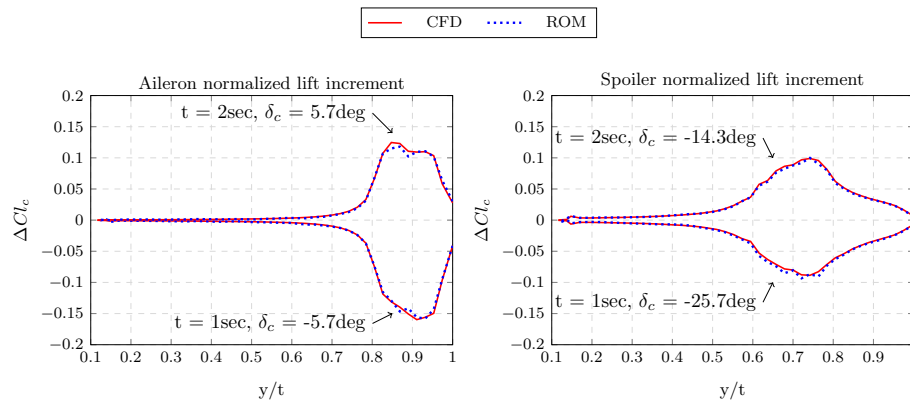 CFD ROM
Aileron normalized lift increment
0.2
0.15
0.1
0.05
0
−0.05
−0.1
−0.15
−0.2
ΔCl_c
t = 2sec, δ_c = 5.7deg
t = 1sec, δ_c = -5.7deg
0.1 0.2 0.3 0.4 0.5 0.6 0.7 0.8 0.9 1
y/t
Spoiler normalized lift increment
0.2
0.15
0.1
0.05
0
−0.05
−0.1
−0.15
−0.2
ΔCl_c
t = 2sec, δ_c = -14.3deg
t = 1sec, δ_c = -25.7deg
0.1 0.2 0.3 0.4 0.5 0.6 0.7 0.8 0.9
y/t